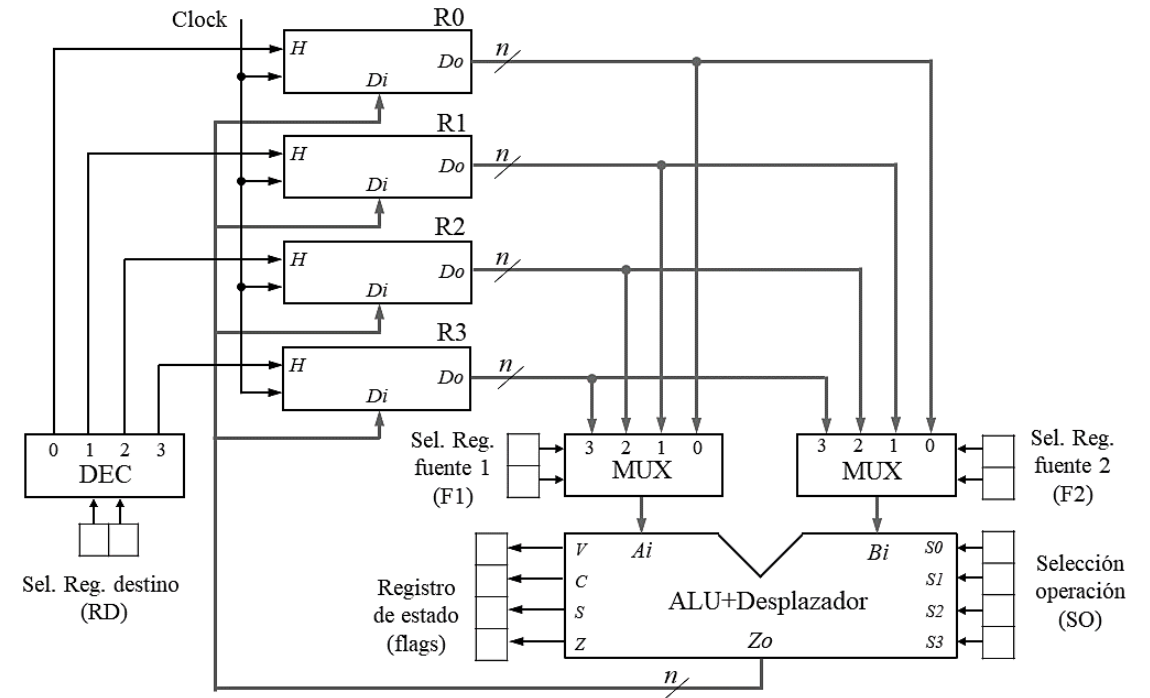 Clock
R0
H
Do
n
Di
R1
H
Do
n
Di
R2
H
Do
n
Di
R3
H
Do
n
Di
0 1 2 3
DEC
Sel. Reg. destino
(RD)
Sel. Reg.
fuente 1
(F1)
3 2 1 0
MUX
3 2 1 0
MUX
Sel. Reg.
fuente 2
(F2)
Registro
de estado
(flags)
V
C
S
Z
Ai
Bi
ALU+Desplazador
Zo
S0
S1
S2
S3
Selección
operación
(SO)
n